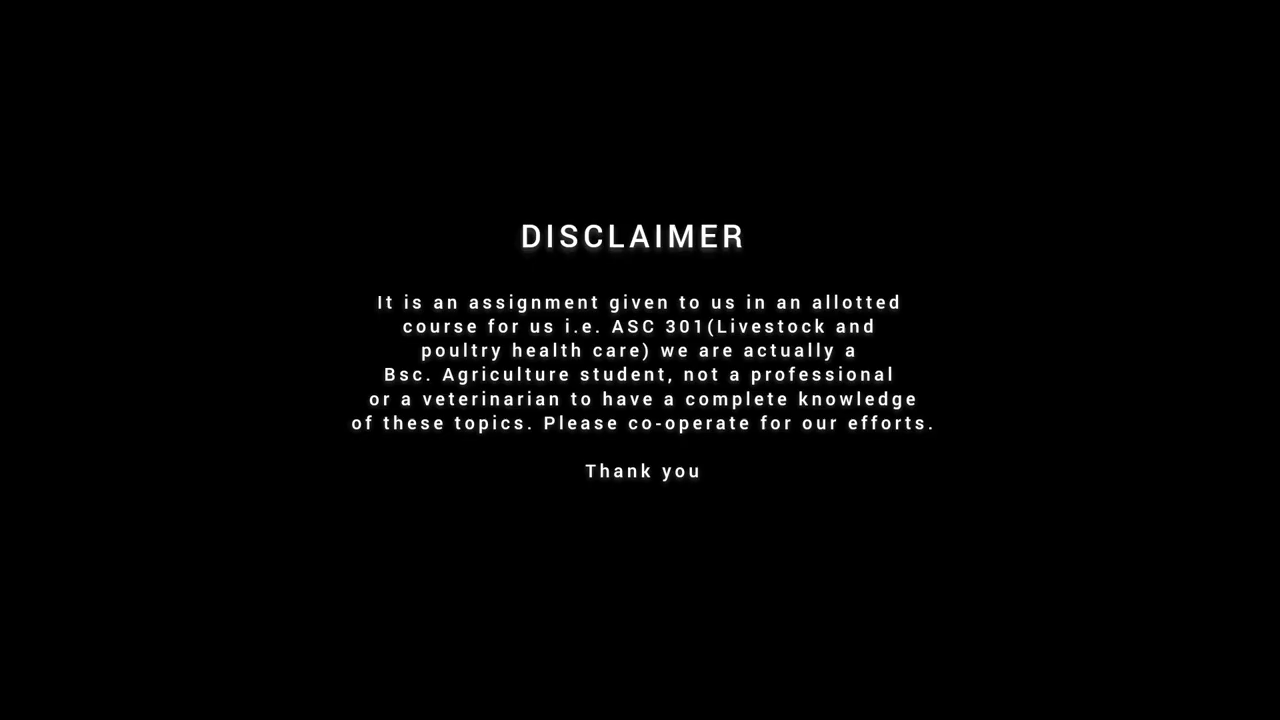 DISCLAIMER
It is an assignment given to us in an allotted
course for us i.e. ASC 301(Livestock and
poultry health care) we are actually a
Bsc. Agriculture student, not a professional
or a veterinarian to have a complete knowledge
of these topics. Please co-operate for our efforts.
Thank you